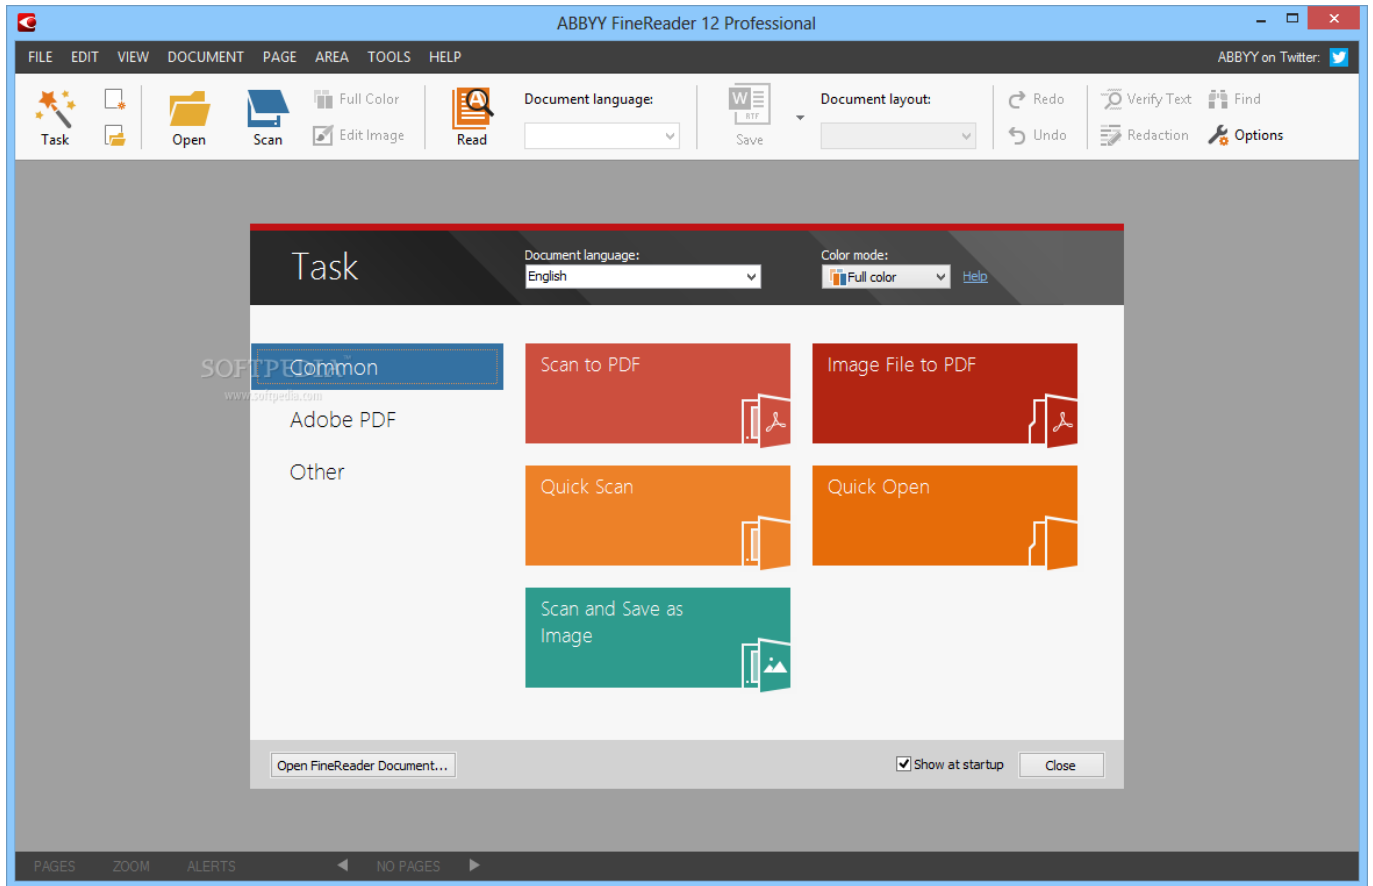 ABBYY FineReader 12 Professional
FILE EDIT VIEW DOCUMENT PAGE AREA TOOLS HELP ABBYY on Twitter:
Task
Open
Scan
Full Color
Edit Image
Read
Document language:
W
RTF
Save
Document layout:
Redo
Undo
Verify Text
Redaction
Find
Options
Task
Document language:
English
Color mode:
Full color
Help
SOFTPEDIA™
www.softpedia.com
Common
Adobe PDF
Other
Scan to PDF
Image File to PDF
Quick Scan
Quick Open
Scan and Save as
Image
Open FineReader Document...
Show at startup
Close
PAGES ZOOM ALERTS NO PAGES